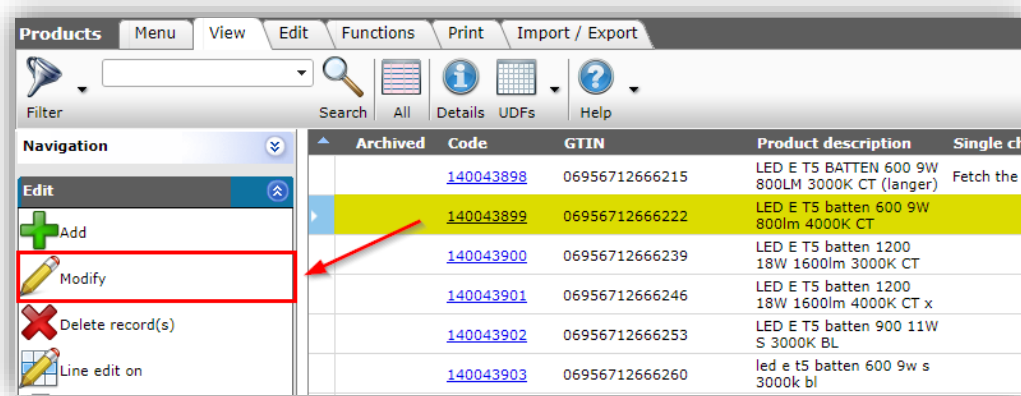 Products Menu View Edit Functions Print Import / Export
Filter Search All Details UDFs Help
Navigation
Edit
Add
Modify
Delete record(s)
Line edit on
Archived Code GTIN Product description Single ch
140043898 06956712666215 LED E T5 BATTEN 600 9W
800LM 3000K CT (langer) Fetch the
140043899 06956712666222 LED E T5 batten 600 9W
800lm 4000K CT
140043900 06956712666239 LED E T5 batten 1200
18W 1600lm 3000K CT
140043901 06956712666246 LED E T5 batten 1200
18W 1600lm 4000K CT x
140043902 06956712666253 LED E T5 batten 900 11W
S 3000K BL
140043903 06956712666260 led e t5 batten 600 9w s
3000k bl